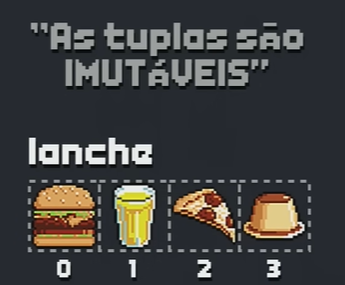 "As tuplas são
IMUTáVEIS"
lanche
0 1 2 3